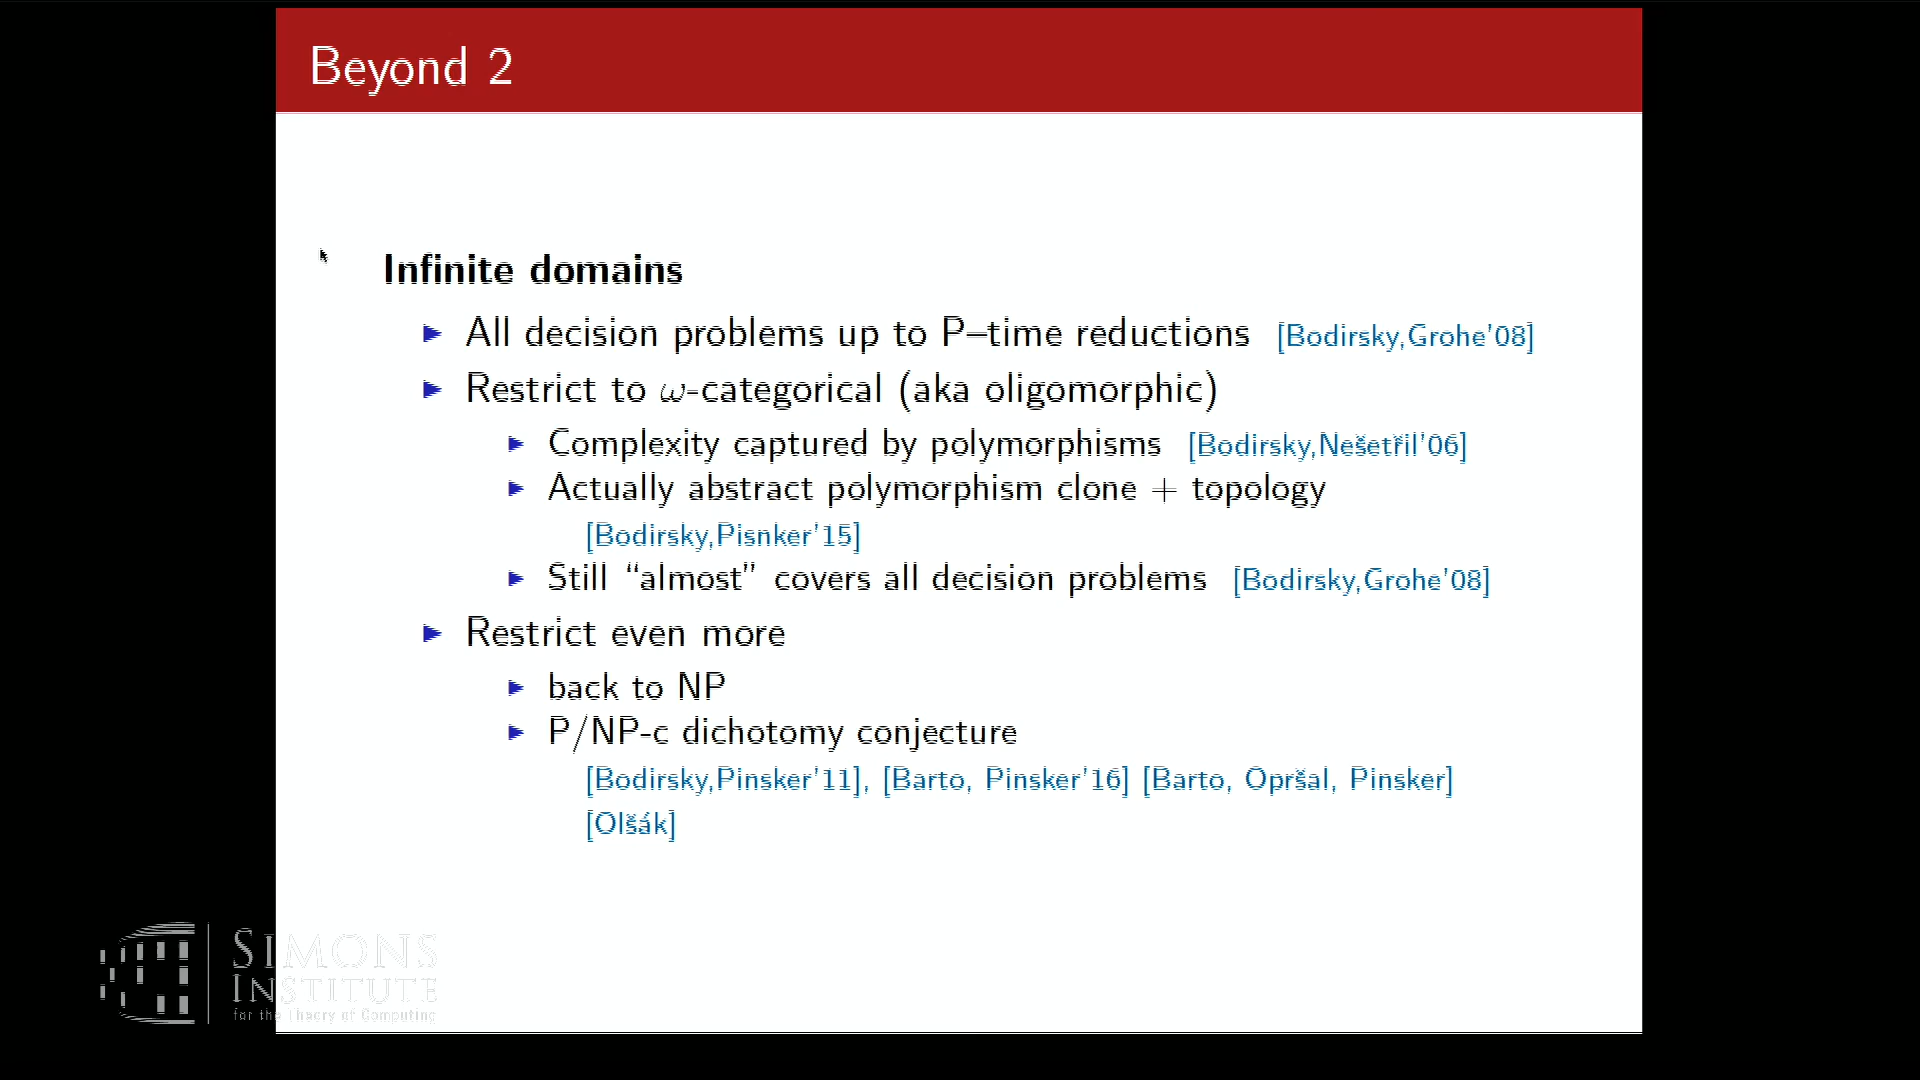 Beyond 2
Infinite domains
All decision problems up to P–time reductions [Bodirsky,Grohe'08]
Restrict to ω-categorical (aka oligomorphic)
Complexity captured by polymorphisms [Bodirsky,Nešetřil'06]
Actually abstract polymorphism clone + topology
[Bodirsky,Pisnker'15]
Still “almost” covers all decision problems [Bodirsky,Grohe'08]
Restrict even more
back to NP
P/NP-c dichotomy conjecture
[Bodirsky,Pinsker'11], [Barto, Pinsker'16] [Barto, Opršal, Pinsker]
[Olšák]
SIMONS
INSTITUTE
for the Theory of Computing